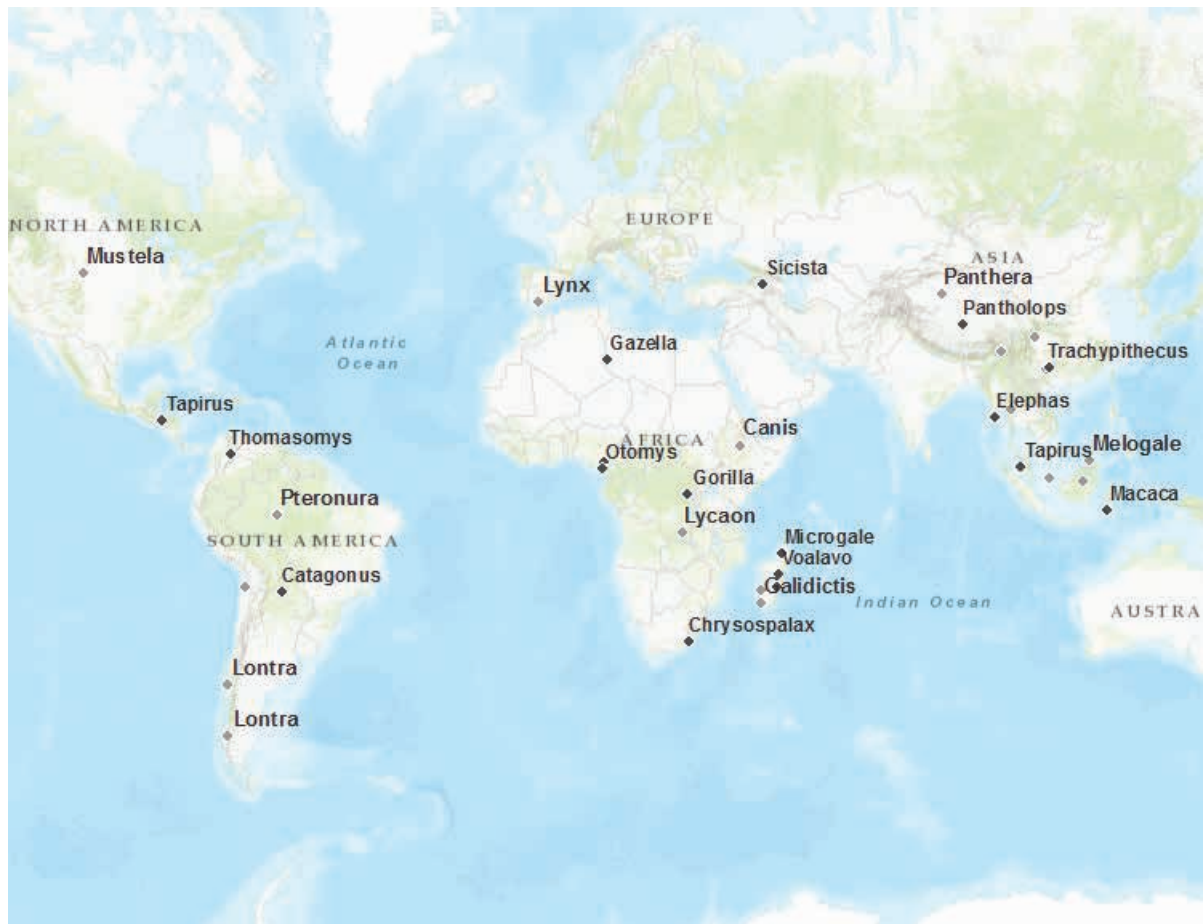 NORTH AMERICA
EUROPE
Mustela
ASIA
Sicista
Panthera
Lynx
Pantholops
Atlantic
Ocean
Gazella
Trachypithecus
Elephas
Tapirus
Canis
Thomasomys
AFRICA
Otomys
Tapirus
Melogale
Gorilla
Pteronura
Macaca
Lycaon
SOUTH AMERICA
Microgale
Voalavo
Catagonus
Galidictis
Indian Ocean
AUSTRA
Chrysospalax
Lontra
Lontra